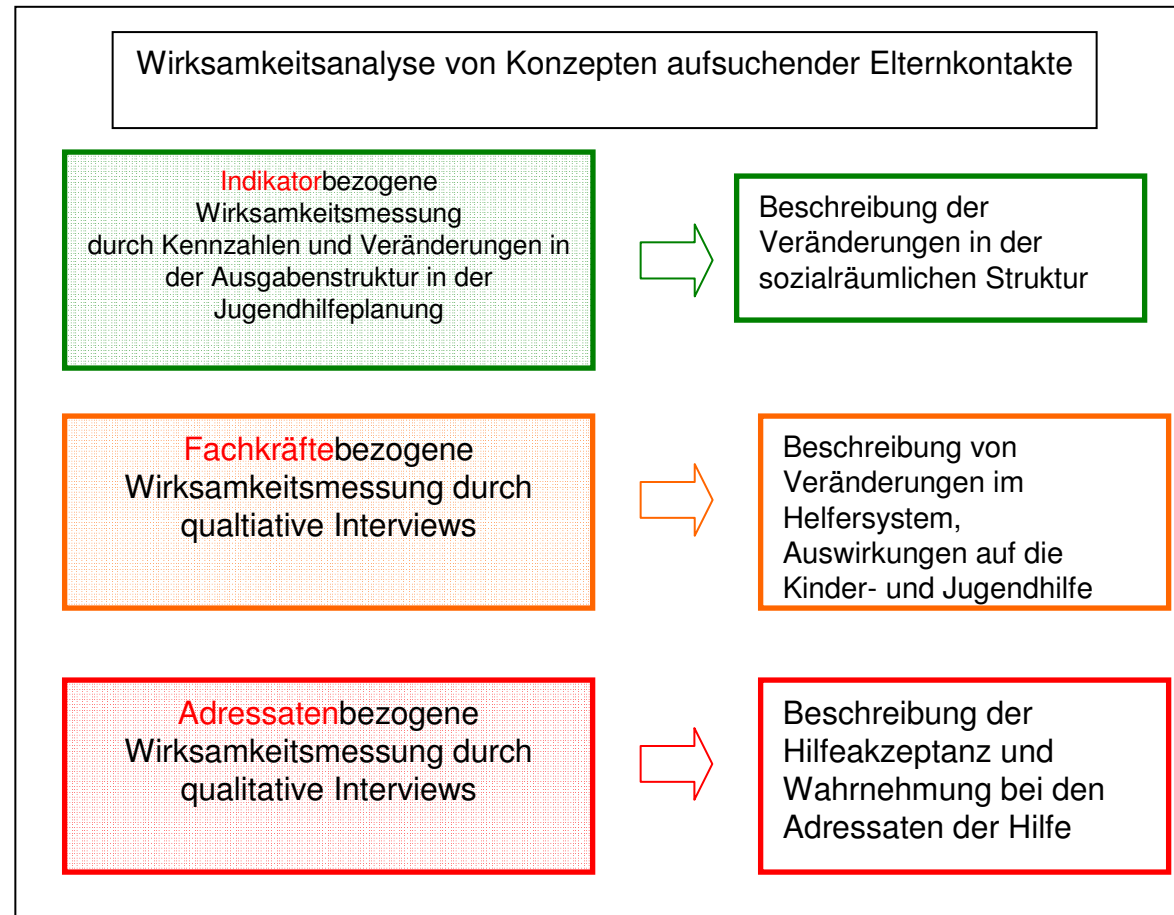 Wirksamkeitsanalyse von Konzepten aufsuchender Elternkontakte
Indikatorbezogene
Wirksamkeitsmessung
durch Kennzahlen und Veränderungen in
der Ausgabenstruktur in der
Jugendhilfeplanung
Beschreibung der
Veränderungen in der
sozialräumlichen Struktur
Fachkräftebezogene
Wirksamkeitsmessung durch
qualtiative Interviews
Beschreibung von
Veränderungen im
Helfersystem,
Auswirkungen auf die
Kinder- und Jugendhilfe
Adressatenbezogene
Wirksamkeitsmessung durch
qualitative Interviews
Beschreibung der
Hilfeakzeptanz und
Wahrnehmung bei den
Adressaten der Hilfe